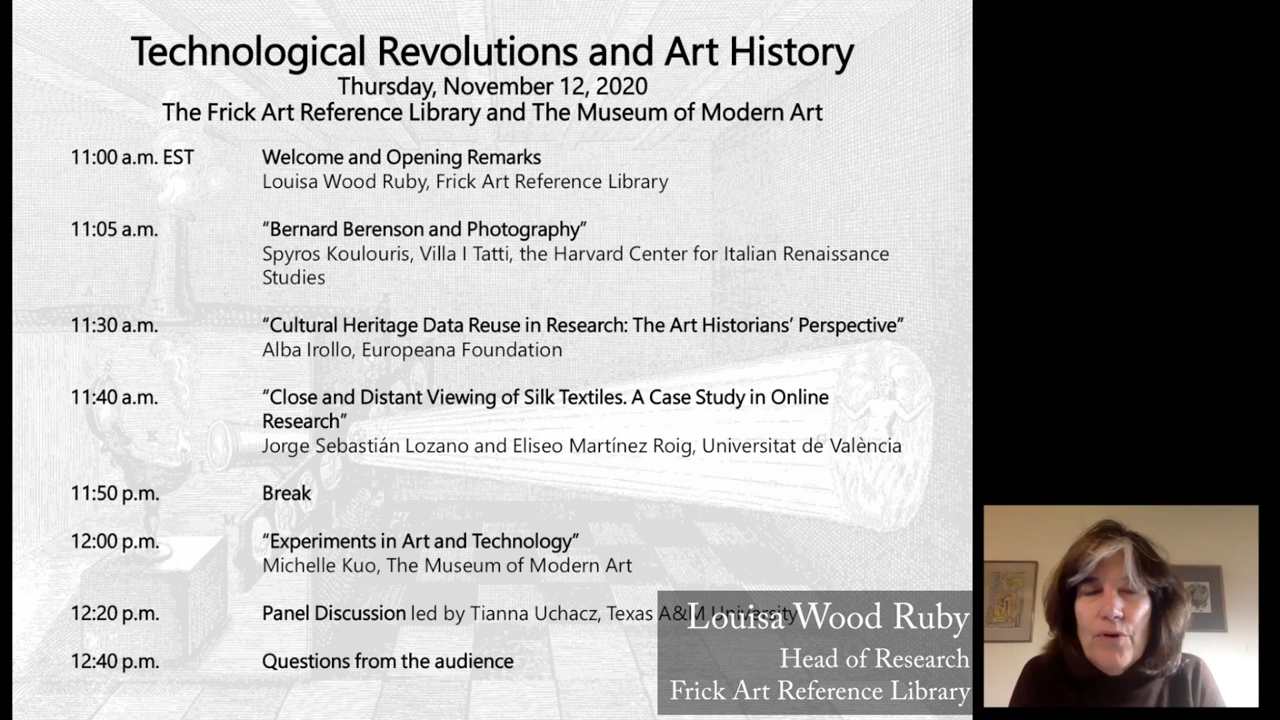 Technological Revolutions and Art History
Thursday, November 12, 2020
The Frick Art Reference Library and The Museum of Modern Art
11:00 a.m. EST Welcome and Opening Remarks
Louisa Wood Ruby, Frick Art Reference Library
11:05 a.m. “Bernard Berenson and Photography”
Spyros Koulouris, Villa I Tatti, the Harvard Center for Italian Renaissance
Studies
11:30 a.m. “Cultural Heritage Data Reuse in Research: The Art Historians’ Perspective”
Alba Irollo, Europeana Foundation
11:40 a.m. “Close and Distant Viewing of Silk Textiles. A Case Study in Online
Research”
Jorge Sebastián Lozano and Eliseo Martínez Roig, Universitat de València
11:50 p.m. Break
12:00 p.m. “Experiments in Art and Technology”
Michelle Kuo, The Museum of Modern Art
12:20 p.m. Panel Discussion led by Tianna Uchacz, Texas A&M University
12:40 p.m. Questions from the audience
Louisa Wood Ruby
Head of Research
Frick Art Reference Library